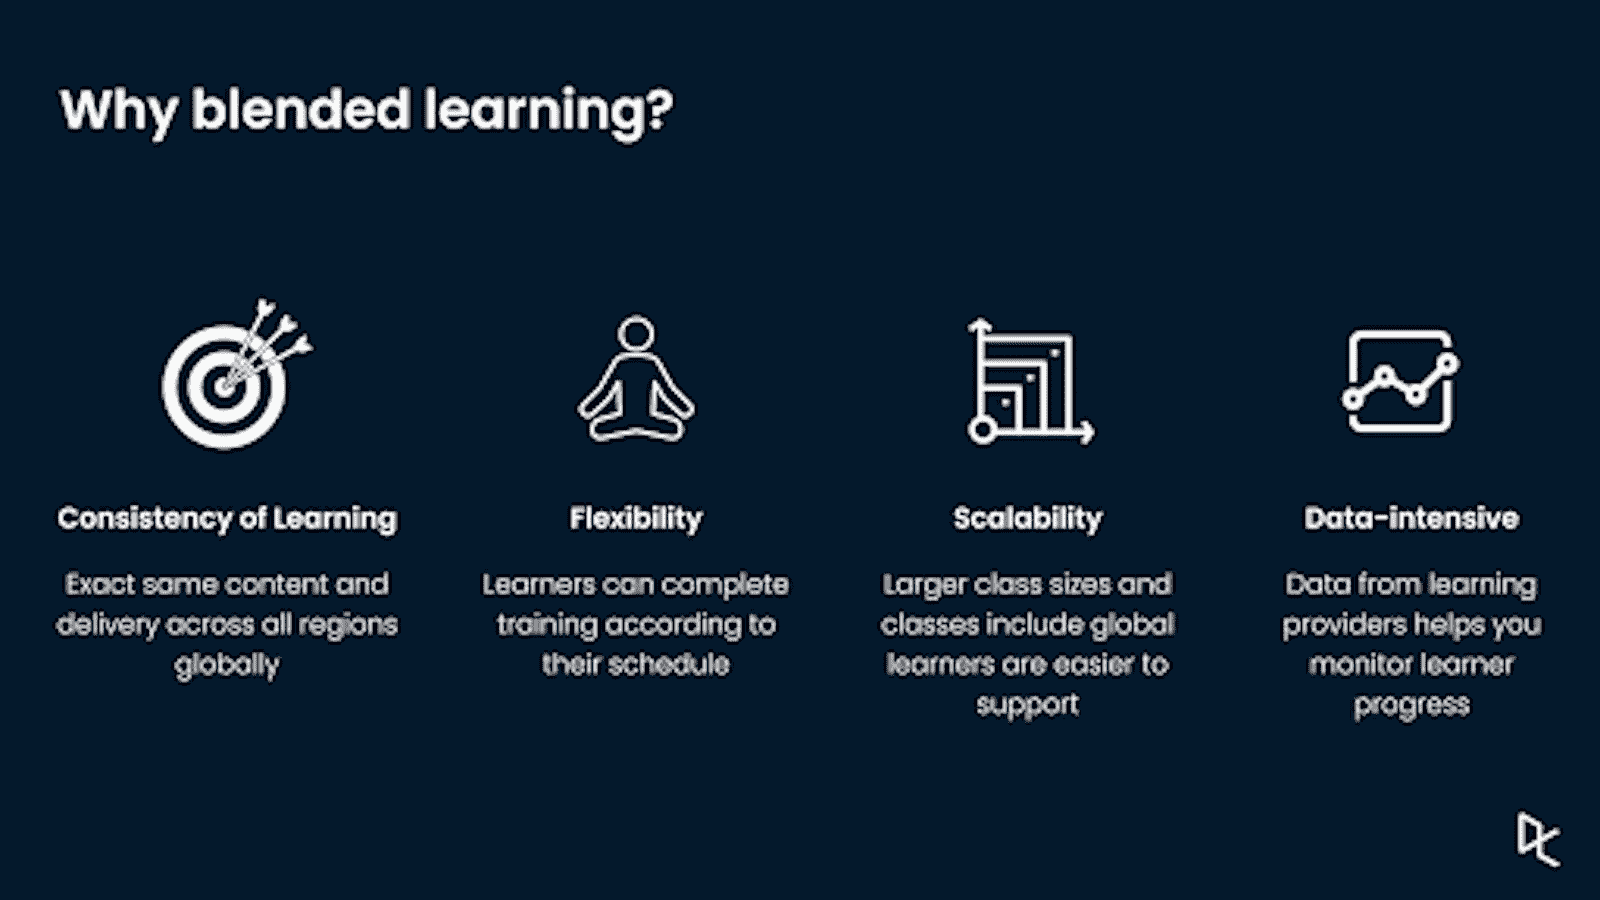 Why blended learning?
Consistency of Learning
Exact same content and
delivery across all regions
globally
Flexibility
Learners can complete
training according to
their schedule
Scalability
Larger class sizes and
classes include global
learners are easier to
support
Data-intensive
Data from learning
providers helps you
monitor learner
progress